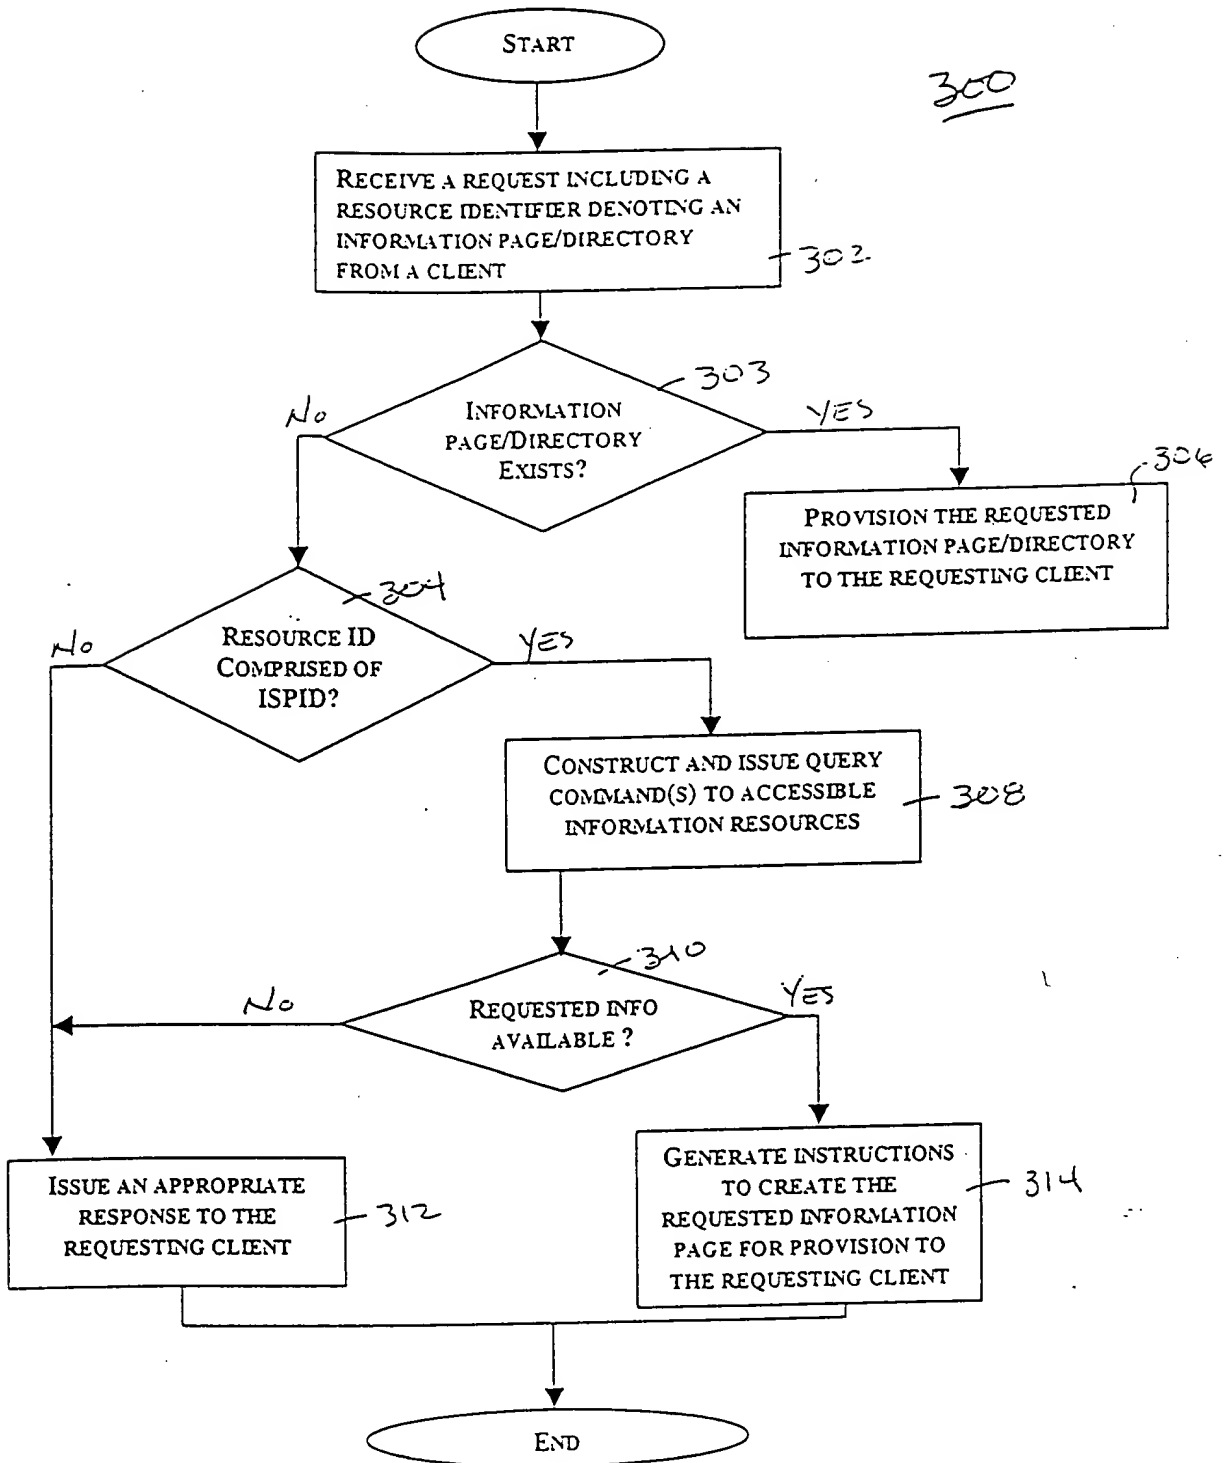 START
300
RECEIVE A REQUEST INCLUDING A
RESOURCE IDENTIFIER DENOTING AN
INFORMATION PAGE/DIRECTORY
FROM A CLIENT
302
303
INFORMATION
PAGE/DIRECTORY
EXISTS?
No
YES
306
PROVISION THE REQUESTED
INFORMATION PAGE/DIRECTORY
TO THE REQUESTING CLIENT
304
RESOURCE ID
COMPRISED OF
ISPID?
No
YES
CONSTRUCT AND ISSUE QUERY
COMMAND(S) TO ACCESSIBLE
INFORMATION RESOURCES
308
310
REQUESTED INFO
AVAILABLE ?
No
YES
ISSUE AN APPROPRIATE
RESPONSE TO THE
REQUESTING CLIENT
312
GENERATE INSTRUCTIONS
TO CREATE THE
REQUESTED INFORMATION
PAGE FOR PROVISION TO
THE REQUESTING CLIENT
314
END